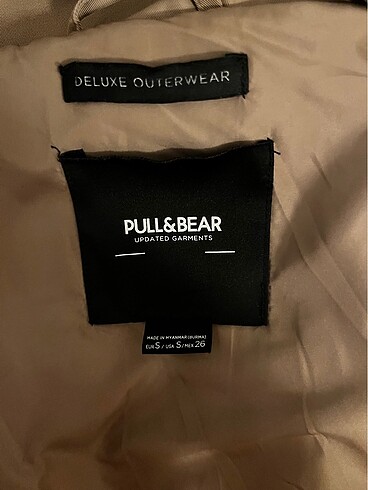 DELUXE OUTERWEAR
PULL&BEAR
UPDATED GARMENTS
MADE IN MYANMAR (BURMA)
EUR S / USA S / MEX 26